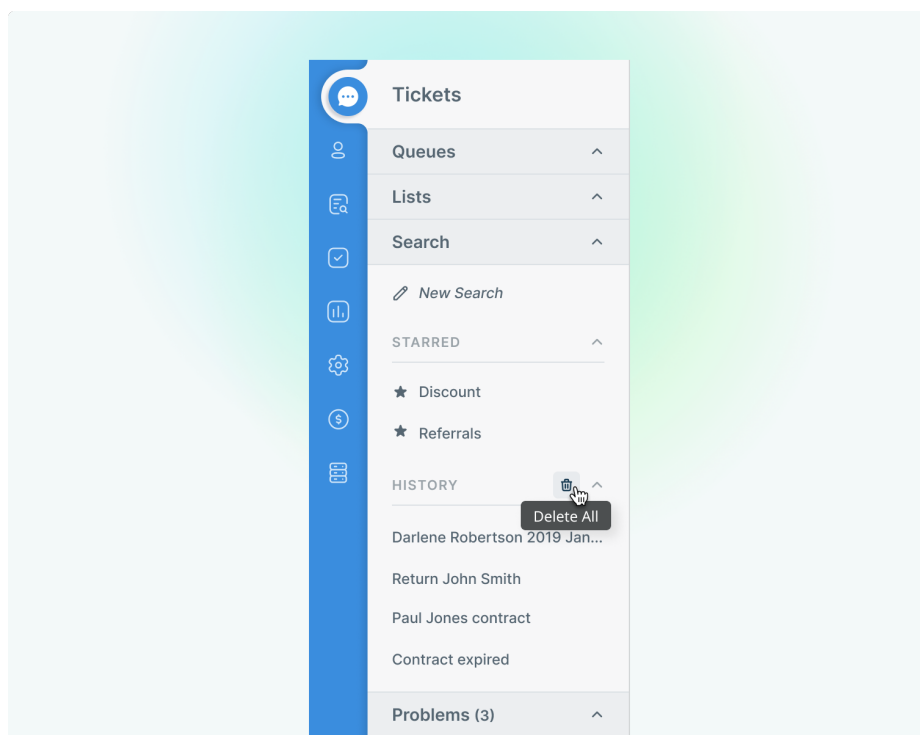 Tickets
Queues
Lists
Search
New Search
STARRED
Discount
Referrals
HISTORY
Delete All
Darlene Robertson 2019 Jan...
Return John Smith
Paul Jones contract
Contract expired
Problems (3)